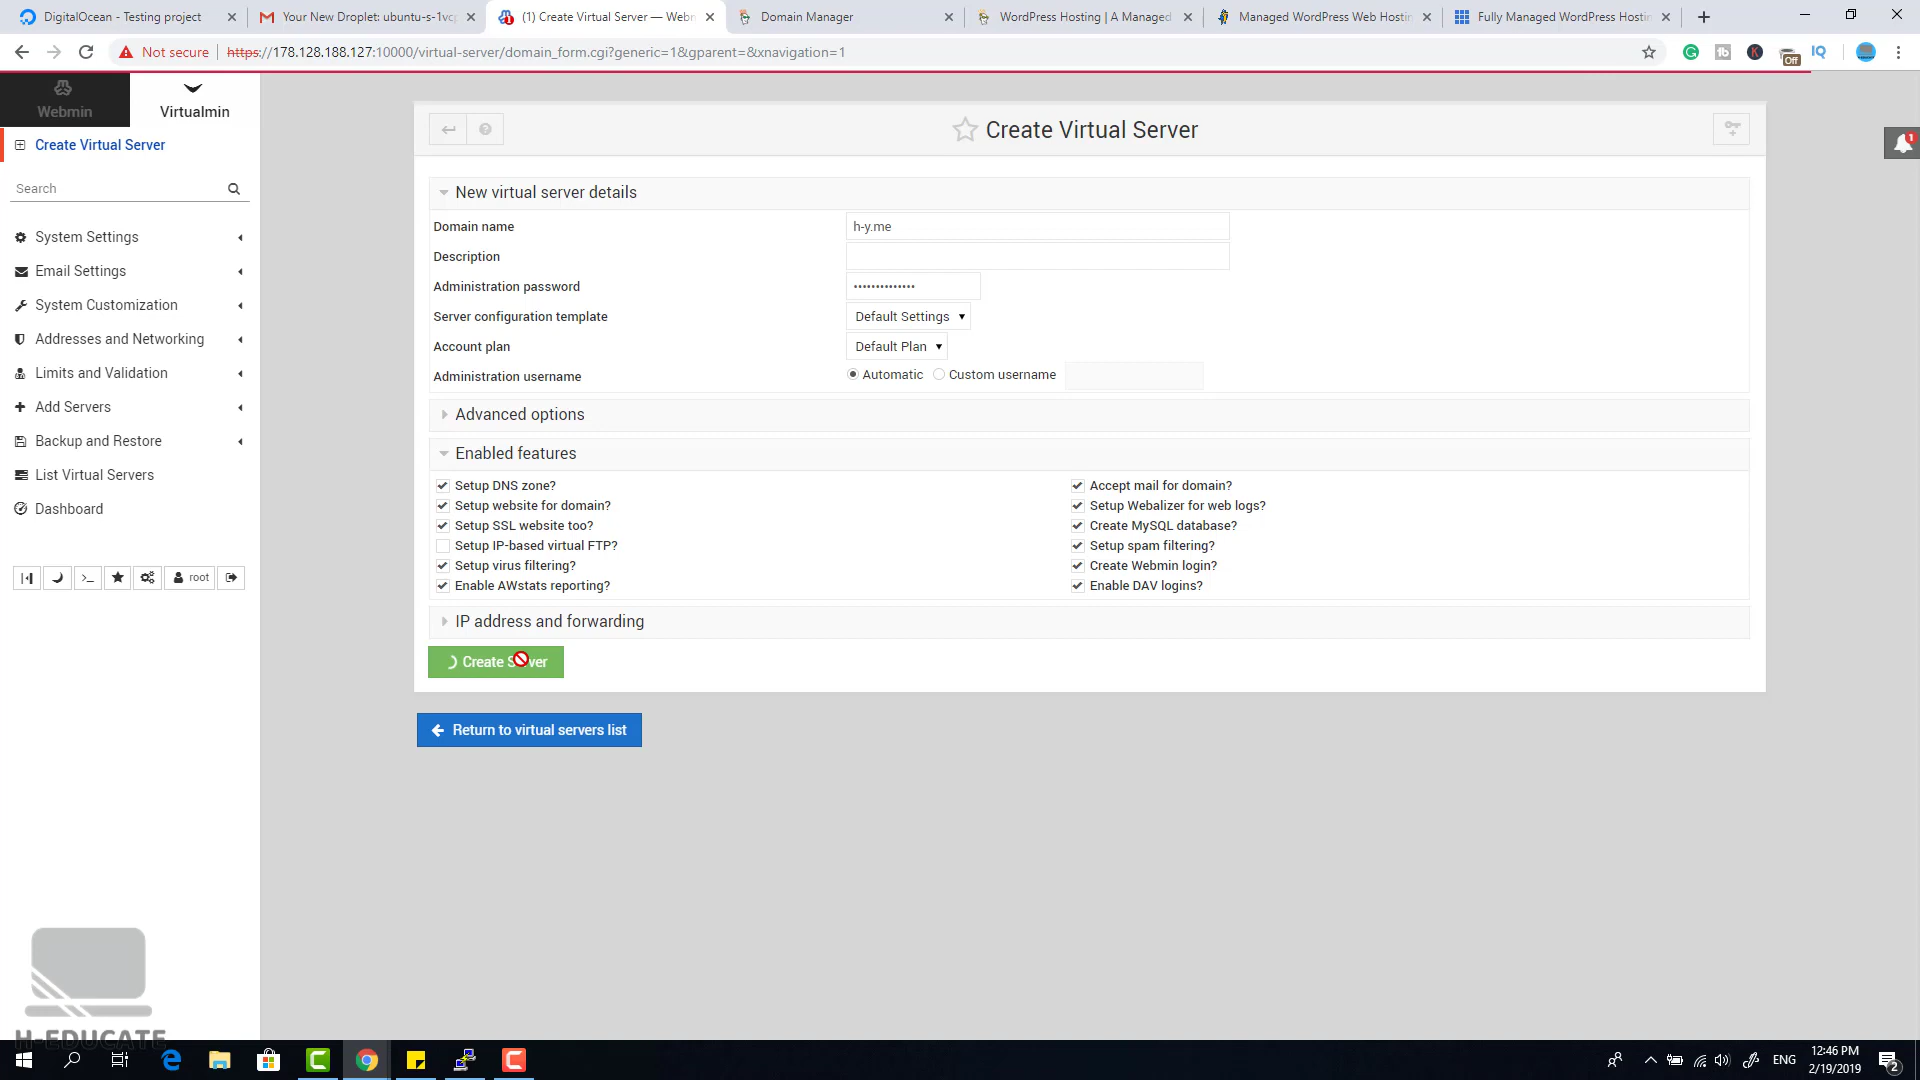 DigitalOcean - Testing project
Your New Droplet: ubuntu-s-1vcp
(1) Create Virtual Server — Webm
Domain Manager
WordPress Hosting | A Managed
Managed WordPress Web Hostin
Fully Managed WordPress Hostin
Not secure
https://178.128.188.127:10000/virtual-server/domain_form.cgi?generic=1&gparent=&xnavigation=1
tb
K
Off
IQ
Webmin
Virtualmin
Create Virtual Server
Search
System Settings
Email Settings
System Customization
Addresses and Networking
Limits and Validation
Add Servers
Backup and Restore
List Virtual Servers
Dashboard
root
Create Virtual Server
1
New virtual server details
Domain name
h-y.me
Description
Administration password
Server configuration template
Default Settings
Account plan
Default Plan
Administration username
Automatic
Custom username
Advanced options
Enabled features
Setup DNS zone?
Accept mail for domain?
Setup website for domain?
Setup Webalizer for web logs?
Setup SSL website too?
Create MySQL database?
Setup IP-based virtual FTP?
Setup spam filtering?
Setup virus filtering?
Create Webmin login?
Enable AWstats reporting?
Enable DAV logins?
IP address and forwarding
Create Server
Return to virtual servers list
H-EDUCATE
ENG
12:46 PM
2/19/2019
2